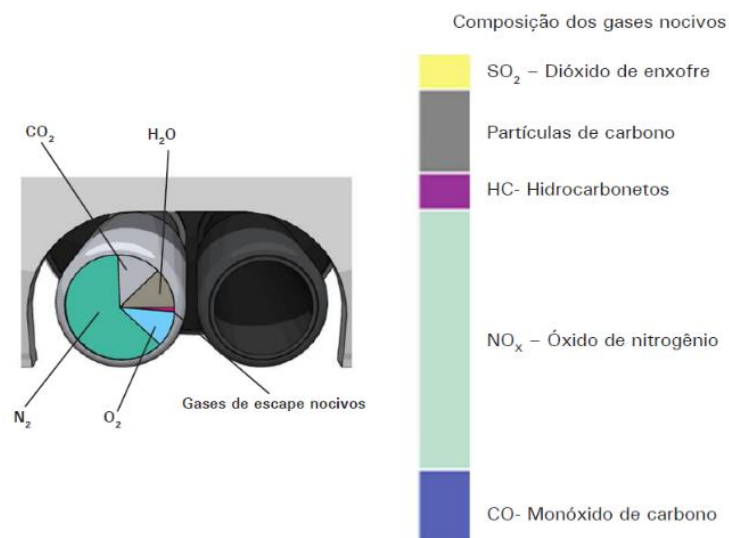 Composição dos gases nocivos
SO₂ – Dióxido de enxofre
Partículas de carbono
HC- Hidrocarbonetos
NOₓ – Óxido de nitrogênio
CO- Monóxido de carbono
CO₂
H₂O
N₂
O₂
Gases de escape nocivos